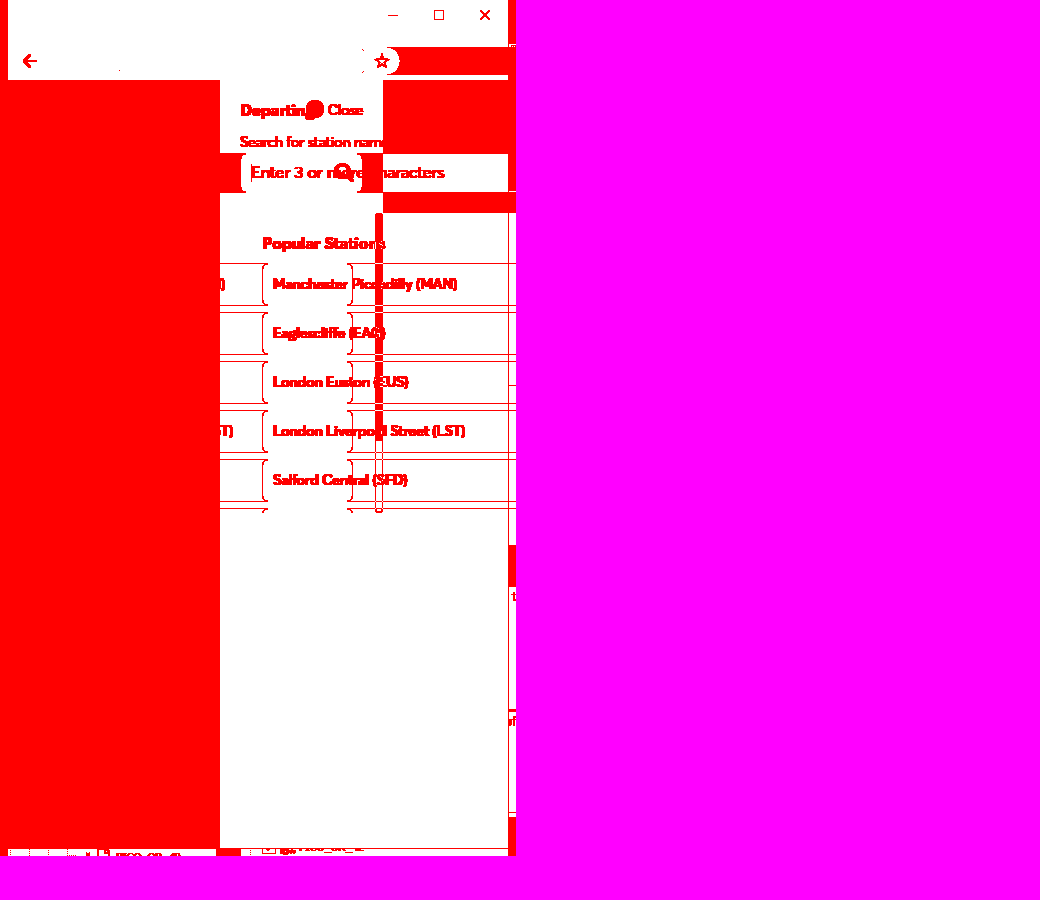 Departing Close
Search for station name
Enter 3 or more characters
Popular Stations
Manchester Piccadilly (MAN)
Eaglescliffe (EAG)
London Euston (EUS)
London Liverpool Street (LST)
Salford Central (SFD)